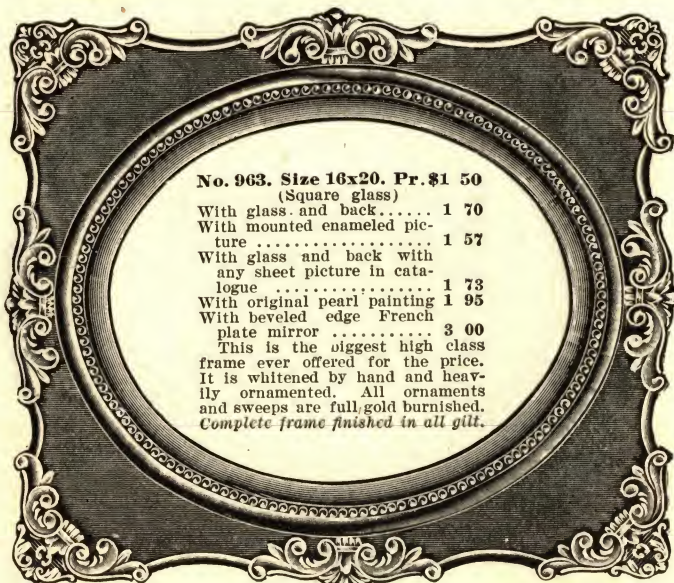 No. 963. Size 16x20. Pr. $1 50
(Square glass)
With glass and back...... 1 70
With mounted enameled pic-
ture .................. 1 57
With glass and back with
any sheet picture in cata-
logue ................. 1 73
With original pearl painting 1 95
With beveled edge French
plate mirror ........... 3 00
This is the biggest high class
frame ever offered for the price.
It is whitened by hand and heav-
ily ornamented. All ornaments
and sweeps are full gold burnished.
Complete frame finished in all gilt.